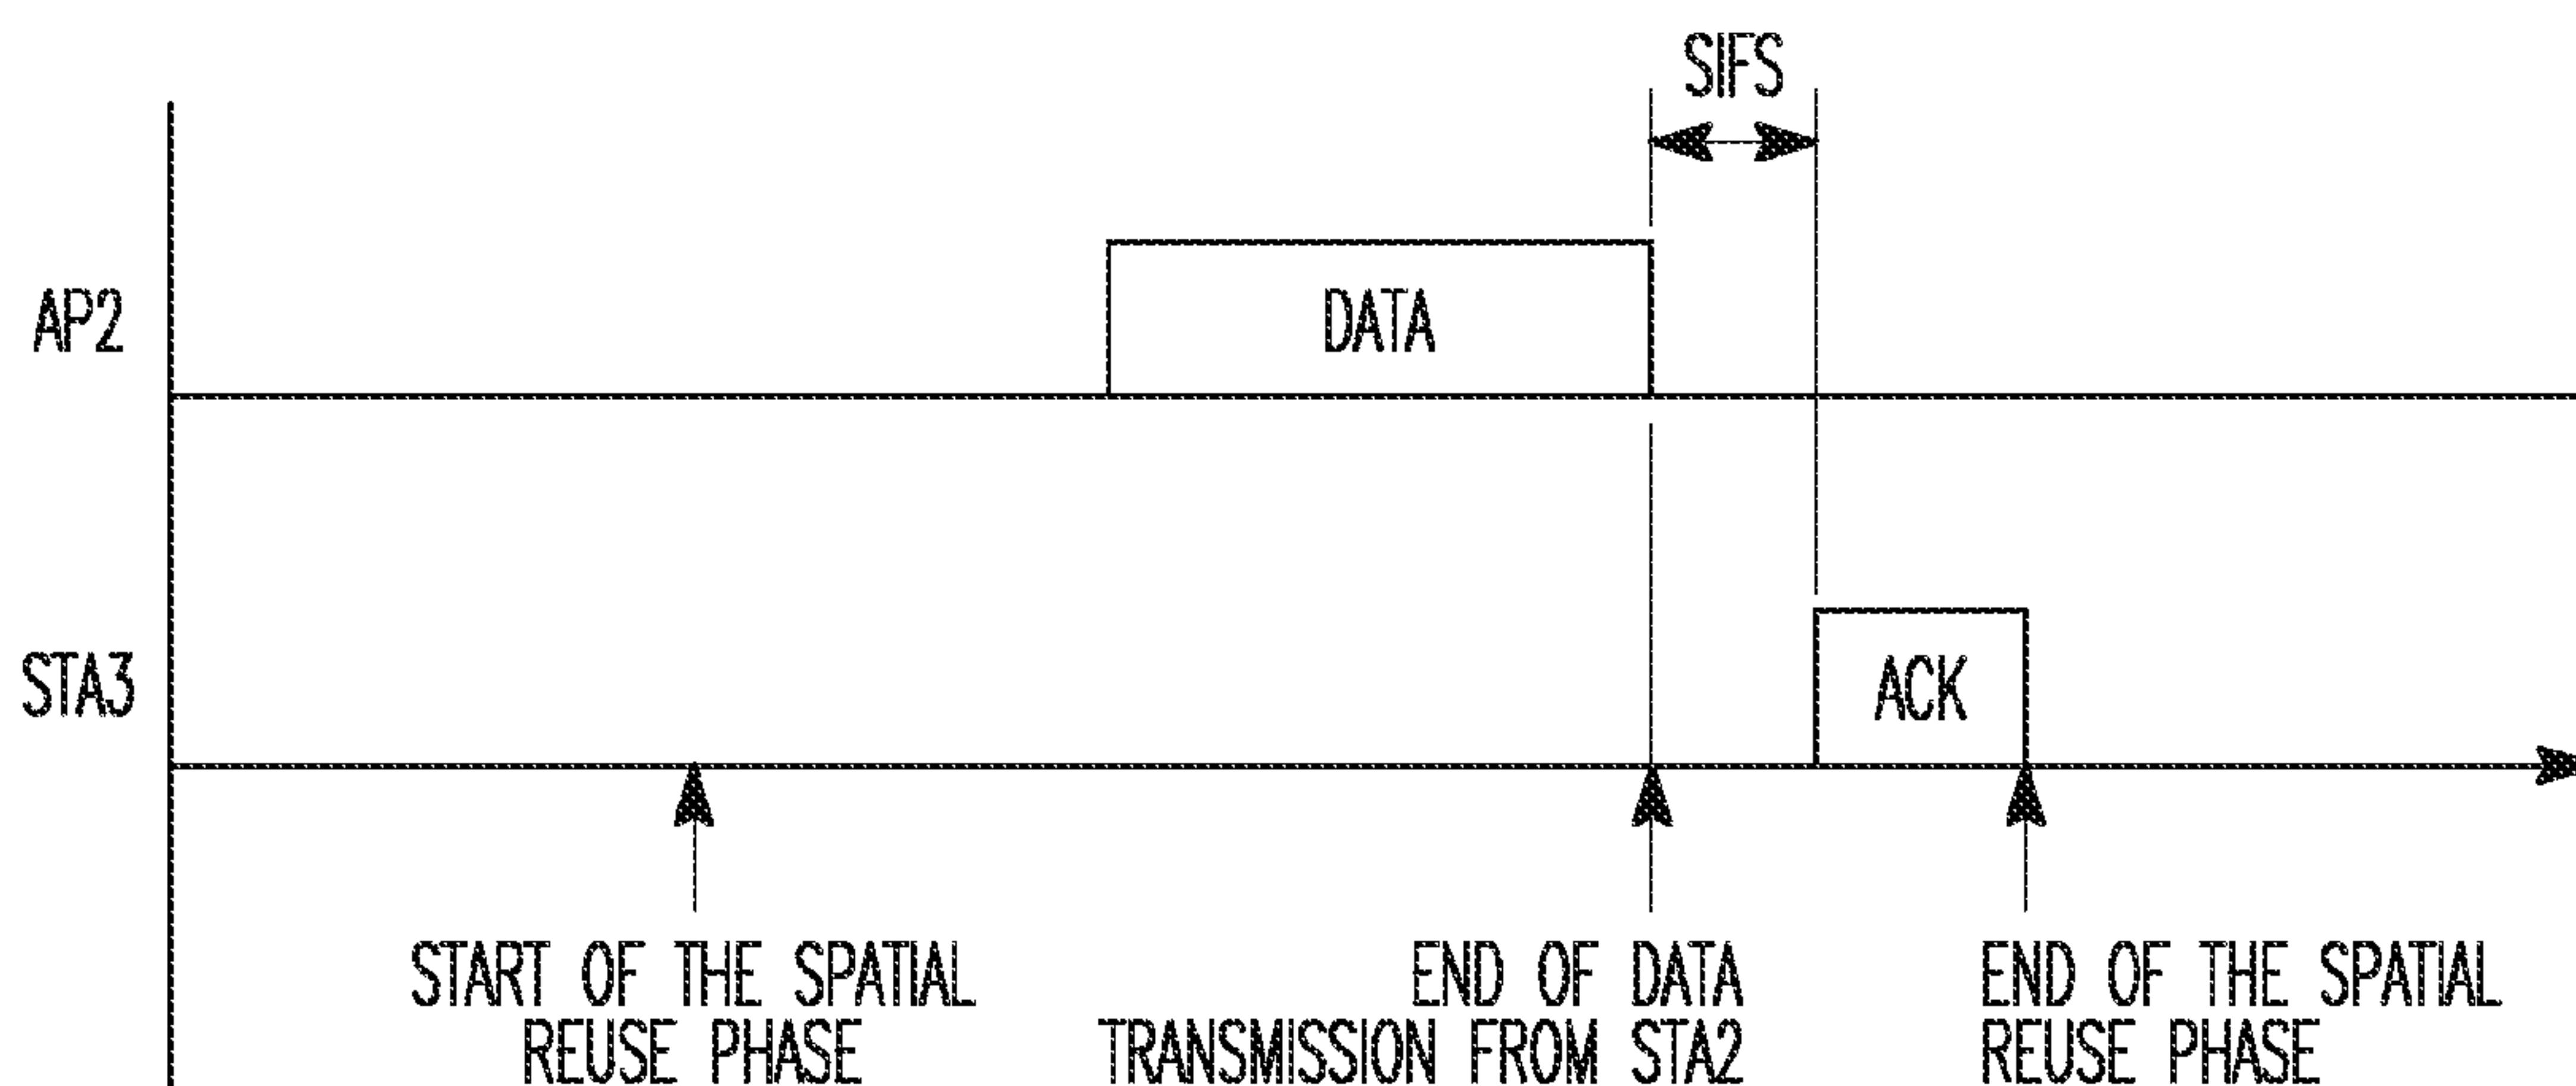 SIFS
AP2
DATA
STA3
ACK
START OF THE SPATIAL
REUSE PHASE
END OF DATA
TRANSMISSION FROM STA2
END OF THE SPATIAL
REUSE PHASE